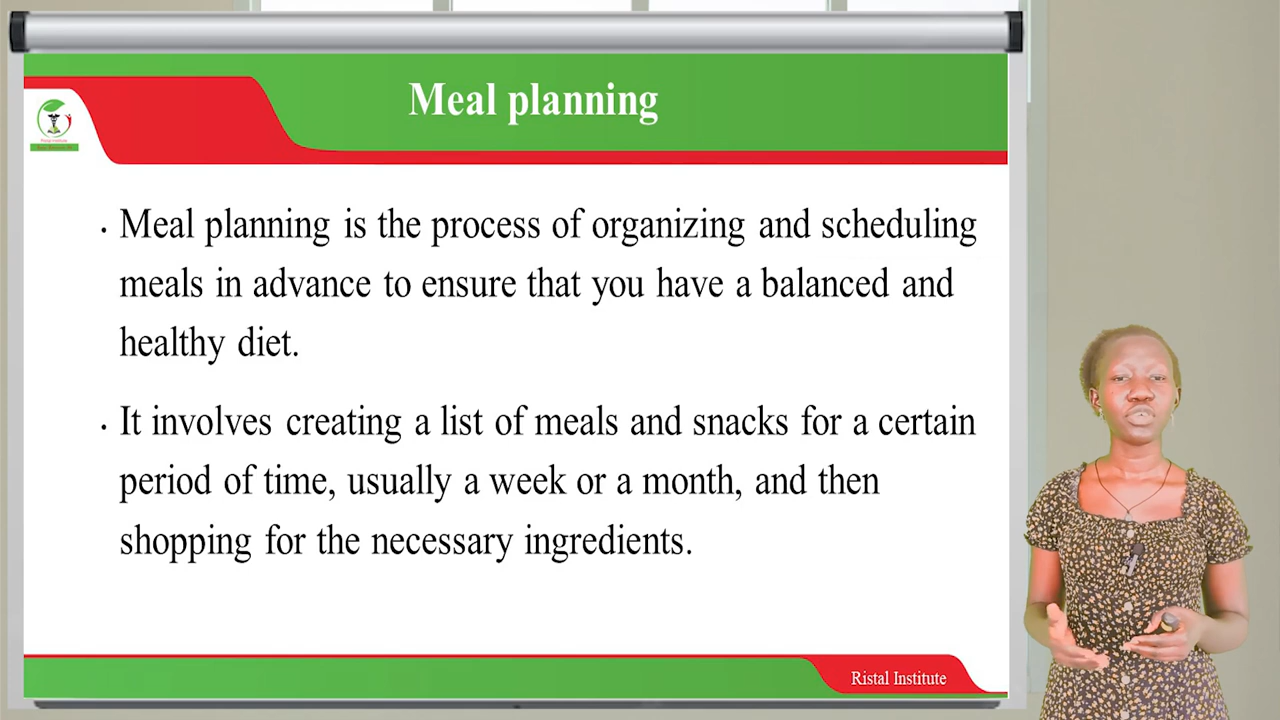 Meal planning
• Meal planning is the process of organizing and scheduling
meals in advance to ensure that you have a balanced and
healthy diet.
• It involves creating a list of meals and snacks for a certain
period of time, usually a week or a month, and then
shopping for the necessary ingredients.
Ristal Institute